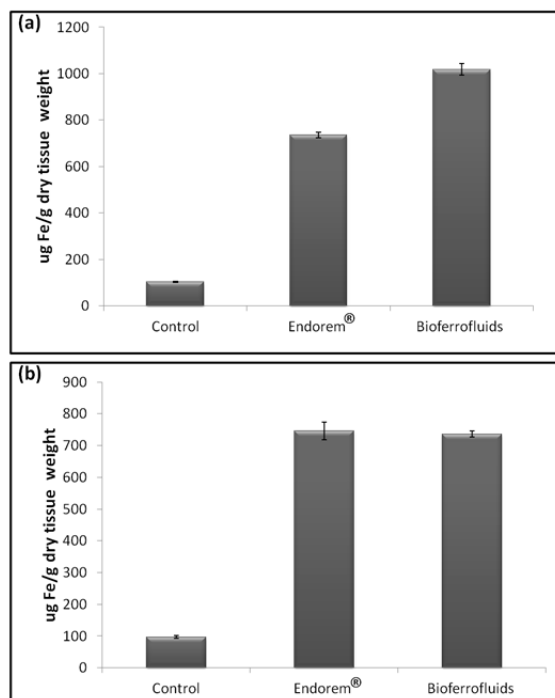 (a)
ug Fe/g dry tissue weight
1200
1000
800
600
400
200
0
Control Endorem® Bioferrofluids
(b)
ug Fe/g dry tissue weight
900
800
700
600
500
400
300
200
100
0
Control Endorem® Bioferrofluids